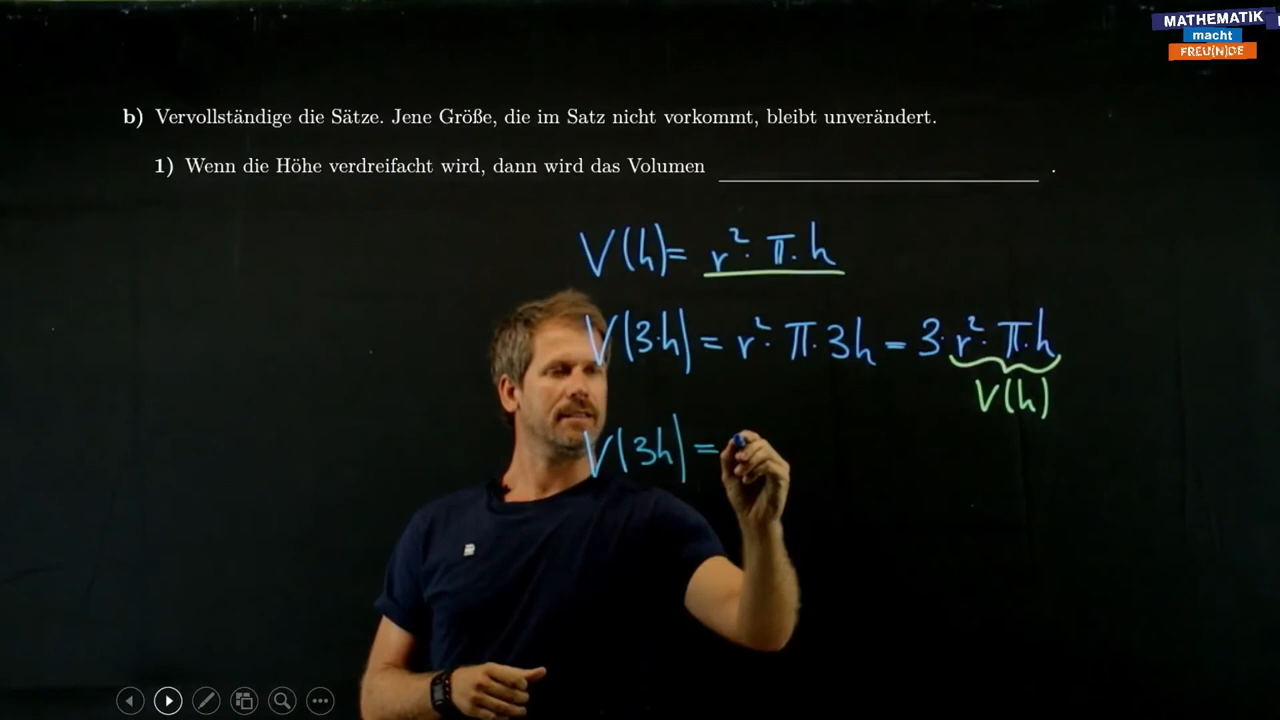 MATHEMATIK
macht
FREU(N)DE
b) Vervollständige die Sätze. Jene Größe, die im Satz nicht vorkommt, bleibt unverändert.
1) Wenn die Höhe verdreifacht wird, dann wird das Volumen ______________________ .
V(h) = r² · π · h
V(3·h) = r² · π · 3h = 3 · r² · π · h
V(h)
V(3h) =